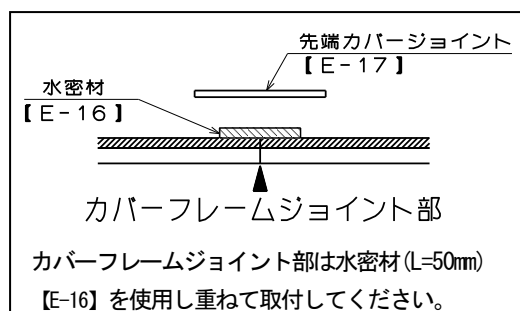 先端カバージョイント
【E-17】
水密材
【E-16】
カバーフレームジョイント部
カバーフレームジョイント部は水密材(L=50mm)
【E-16】を使用し重ねて取付してください。